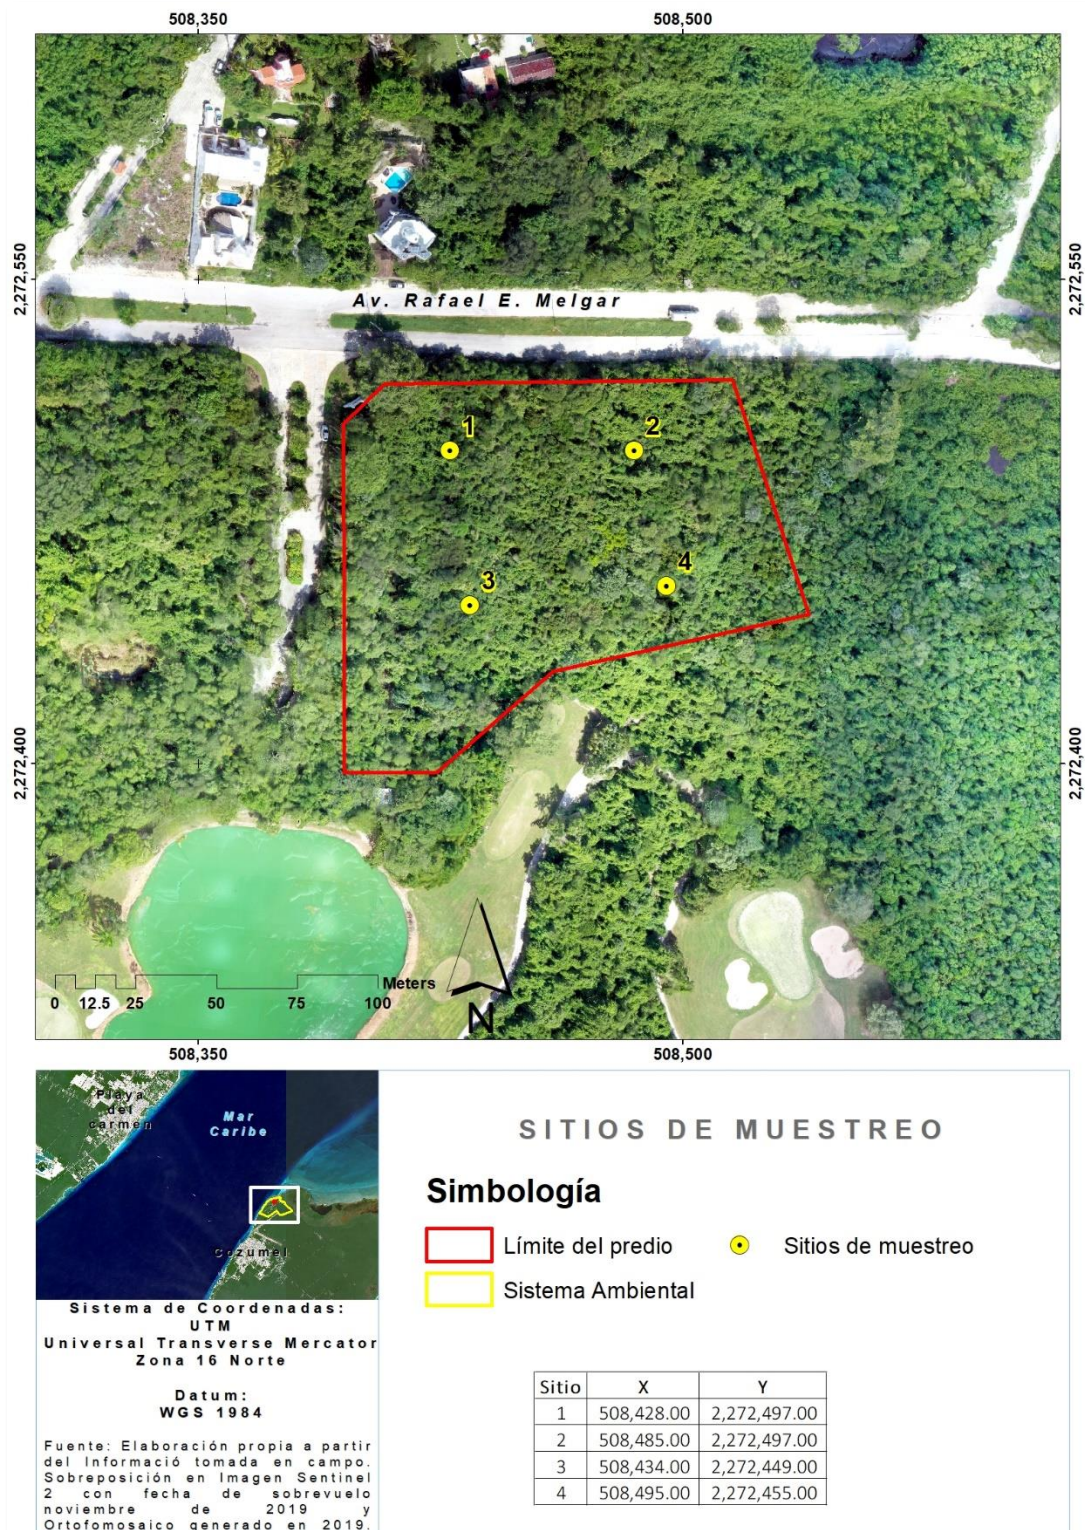 508,350 508,500
2,272,550 2,272,550
Av. Rafael E. Melgar
1 2
3 4
2,272,400 2,272,400
Meters
0 12.5 25 50 75 100
N
508,350 508,500
Playa
del
carmen
Mar
Caribe
Cozumel
SITIOS DE MUESTREO
Simbología
Límite del predio Sitios de muestreo
Sistema Ambiental
Sistema de Coordenadas:
UTM
Universal Transverse Mercator
Zona 16 Norte
Datum:
WGS 1984
Fuente: Elaboración propia a partir
del Informació tomada en campo.
Sobreposición en Imagen Sentinel
2 con fecha de sobrevuelo
noviembre de 2019 y
Ortofomosaico generado en 2019.
Sitio X Y
1 508,428.00 2,272,497.00
2 508,485.00 2,272,497.00
3 508,434.00 2,272,449.00
4 508,495.00 2,272,455.00